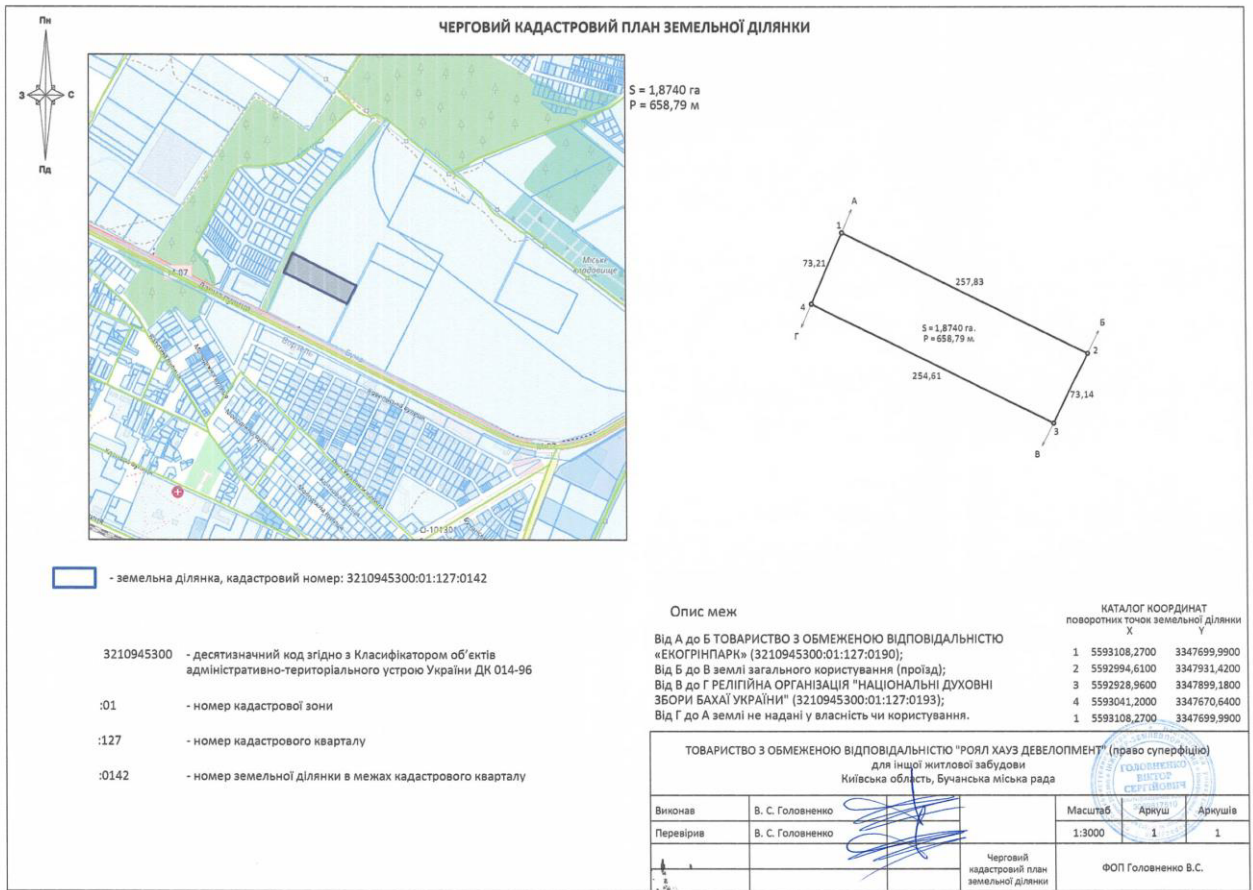 ЧЕРГОВИЙ КАДАСТРОВИЙ ПЛАН ЗЕМЕЛЬНОЇ ДІЛЯНКИ
Пн
З
С
Пд
S = 1,8740 га
P = 658,79 м
Міське
кладовище
О-101301
А
1
73,21
257,83
4
Г
Б
2
S = 1,8740 га.
P = 658,79 м.
254,61
73,14
3
В
- земельна ділянка, кадастровий номер: 3210945300:01:127:0142
3210945300 - десятизначний код згідно з Класифікатором об'єктів
адміністративно-територіального устрою України ДК 014-96
:01 - номер кадастрової зони
:127 - номер кадастрового кварталу
:0142 - номер земельної ділянки в межах кадастрового кварталу
Опис меж
Від А до Б ТОВАРИСТВО З ОБМЕЖЕНОЮ ВІДПОВІДАЛЬНІСТЮ
«ЕКОГРІНПАРК» (3210945300:01:127:0190);
Від Б до В землі загального користування (проїзд);
Від В до Г РЕЛІГІЙНА ОРГАНІЗАЦІЯ "НАЦІОНАЛЬНІ ДУХОВНІ
ЗБОРИ БАХАЇ УКРАЇНИ" (3210945300:01:127:0193);
Від Г до А землі не надані у власність чи користування.
КАТАЛОГ КООРДИНАТ
поворотних точок земельної ділянки
X Y
1 5593108,2700 3347699,9900
2 5592994,6100 3347931,4200
3 5592928,9600 3347899,1800
4 5593041,2000 3347670,6400
1 5593108,2700 3347699,9900
ТОВАРИСТВО З ОБМЕЖЕНОЮ ВІДПОВІДАЛЬНІСТЮ "РОЯЛ ХАУЗ ДЕВЕЛОПМЕНТ" (право суперфіцію)
для іншої житлової забудови
Київська область, Бучанська міська рада
ГОЛОВНЕНКО
ВІКТОР
СЕРГІЙОВИЧ
Виконав В. С. Головненко
Масштаб Аркуш Аркушів
Перевірив В. С. Головненко
1:3000 1 1
Черговий
кадастровий план
земельної ділянки
ФОП Головненко В.С.